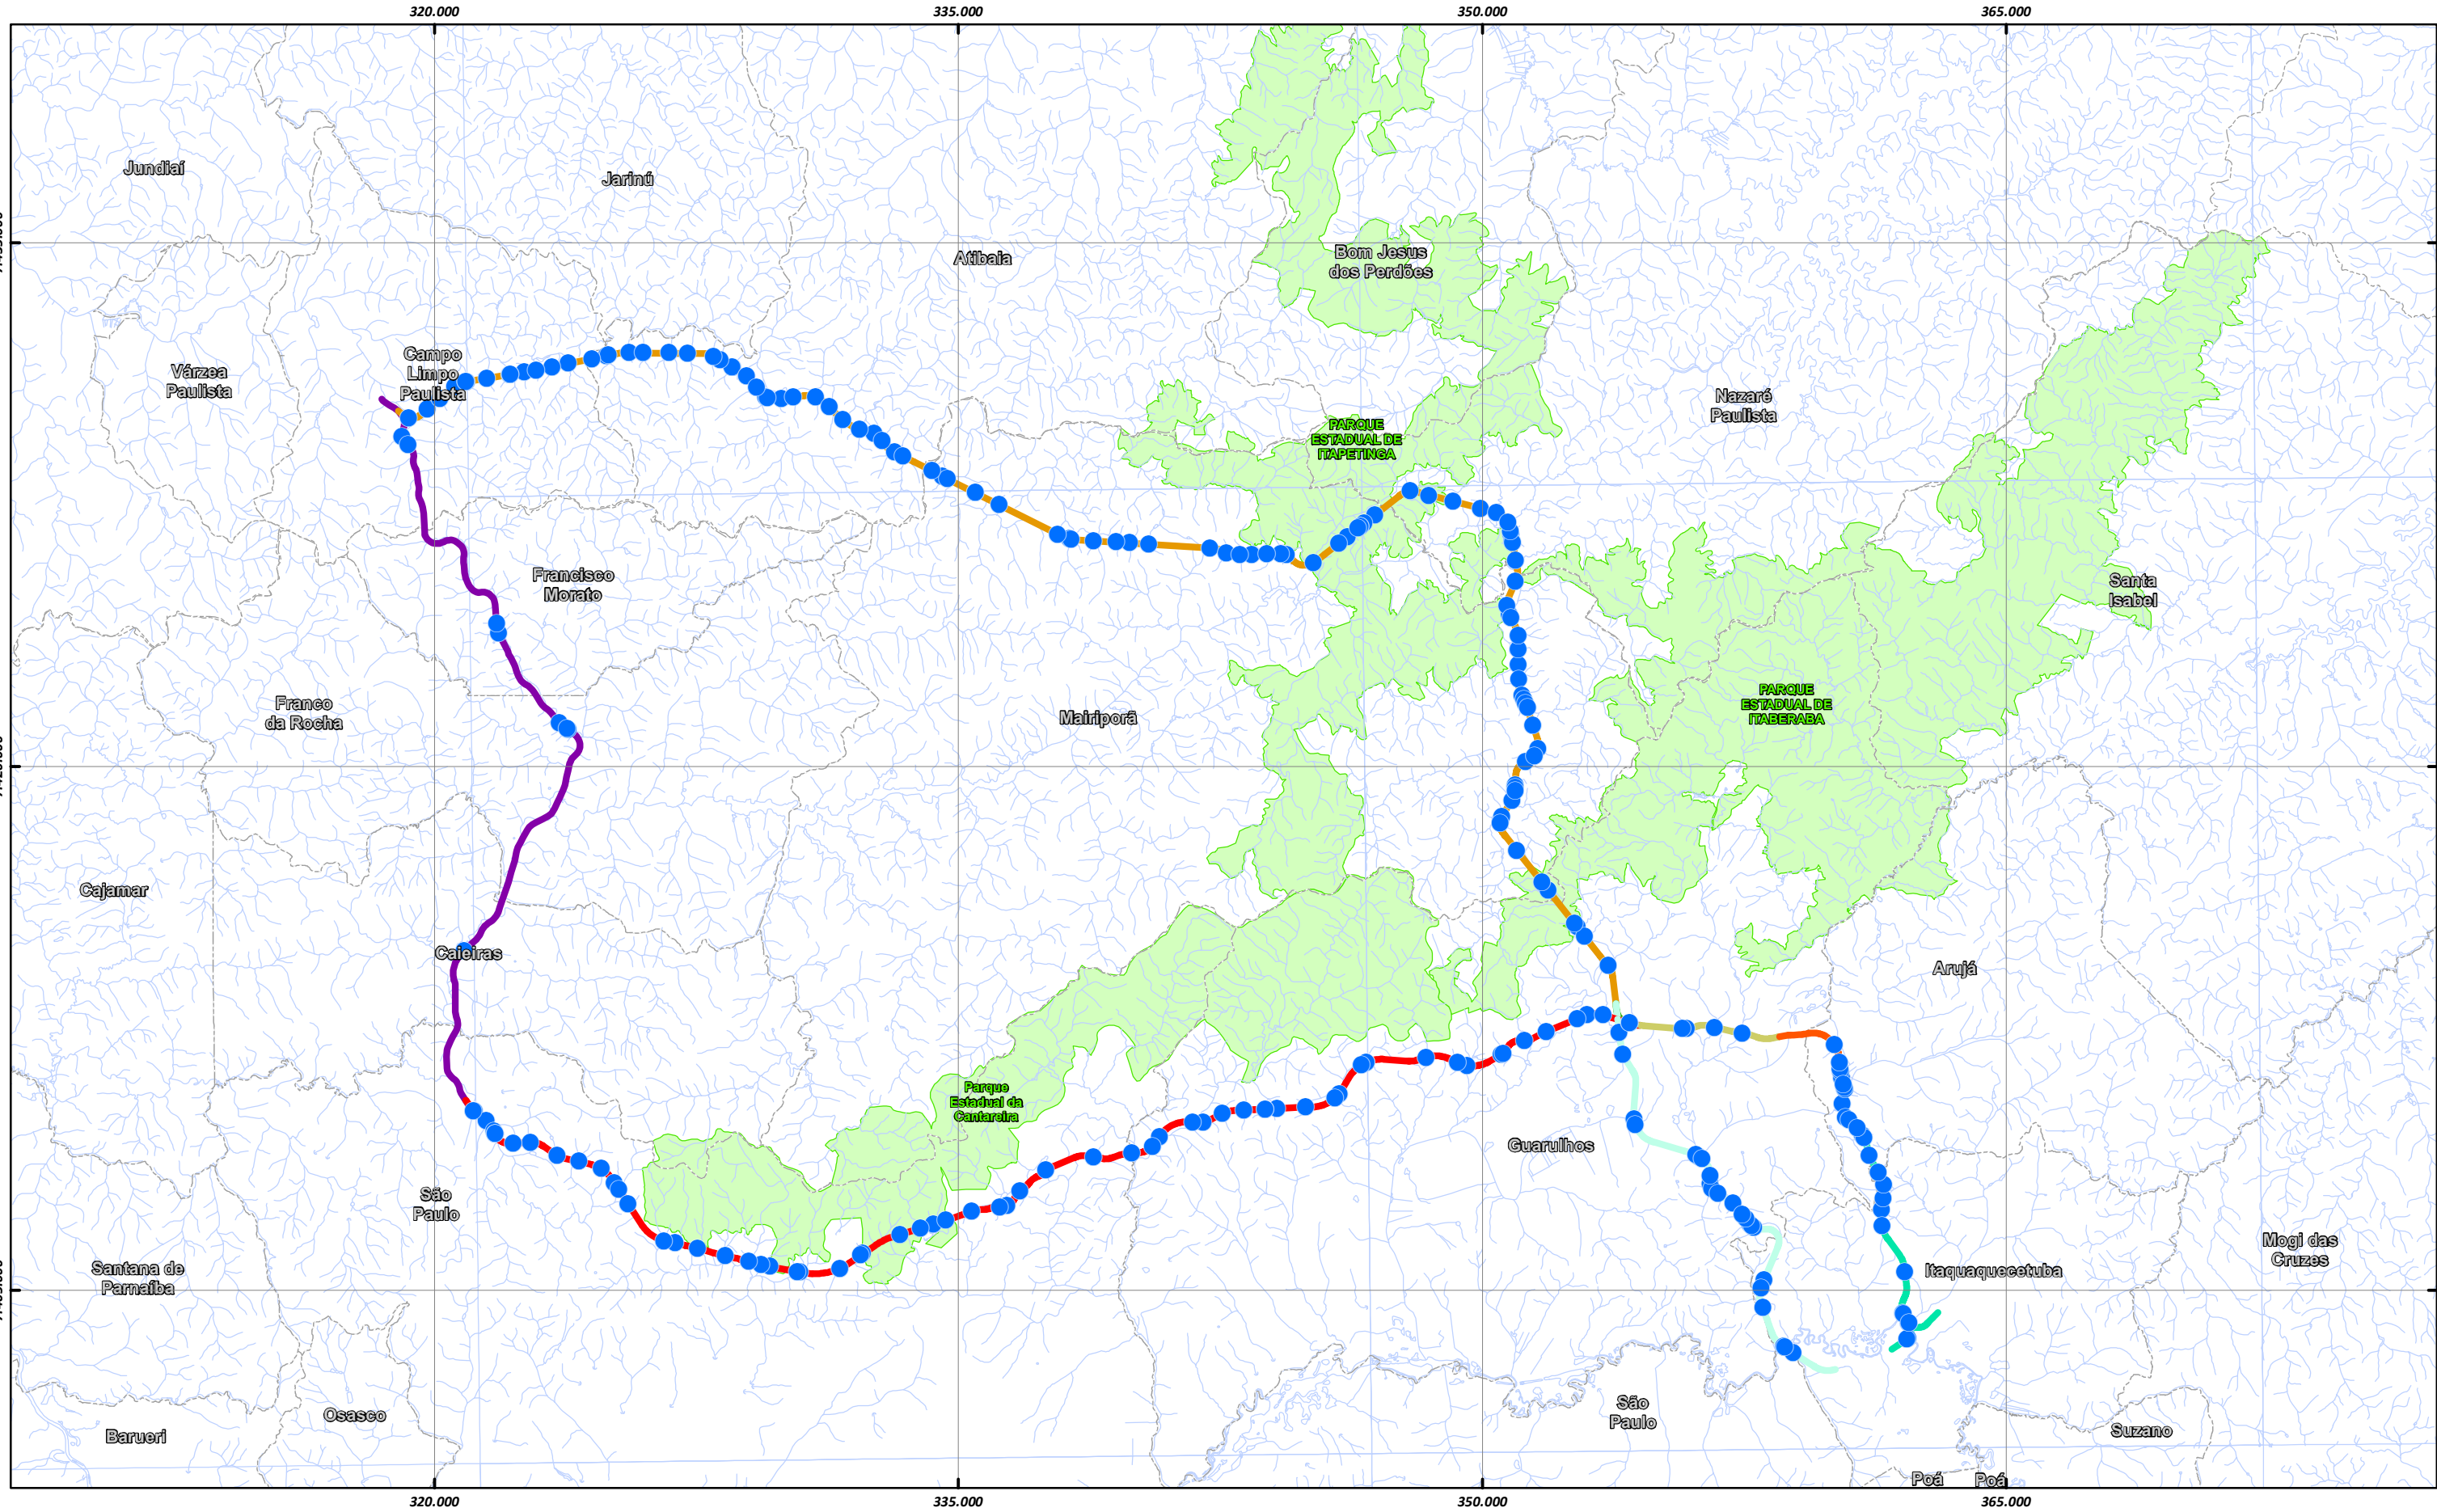 320.000
335.000
350.000
365.000
Jundiaí
Jarinú
Atibaia
Bom Jesus
dos Perdões
Campo
Limpo
Paulista
Várzea
Paulista
Nazaré
Paulista
PARQUE
ESTADUAL DE
ITAPETINGA
Francisco
Morato
Santa
Isabel
Franco
da Rocha
Mairiporã
PARQUE
ESTADUAL DE
ITABERABA
Cajamar
Caieiras
Arujá
Parque
Estadual da
Cantareira
Guarulhos
São
Paulo
Santana de
Parnaíba
Itaquaquecetuba
Mogi das
Cruzes
Osasco
Barueri
São
Paulo
Suzano
Poá
Poá
320.000
335.000
350.000
365.000